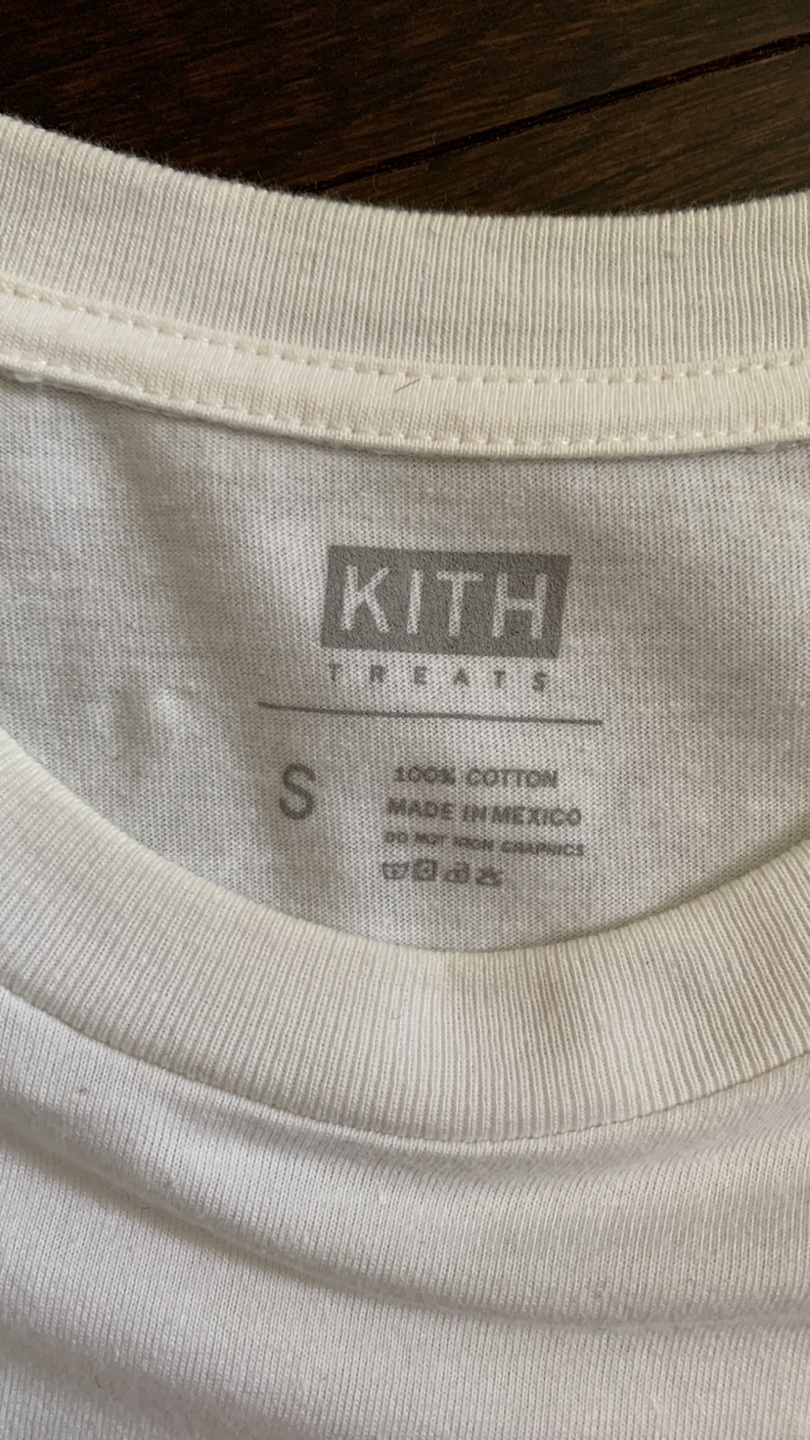 KITH
TREATS
S
100% COTTON
MADE IN MEXICO
DO NOT IRON GRAPHICS